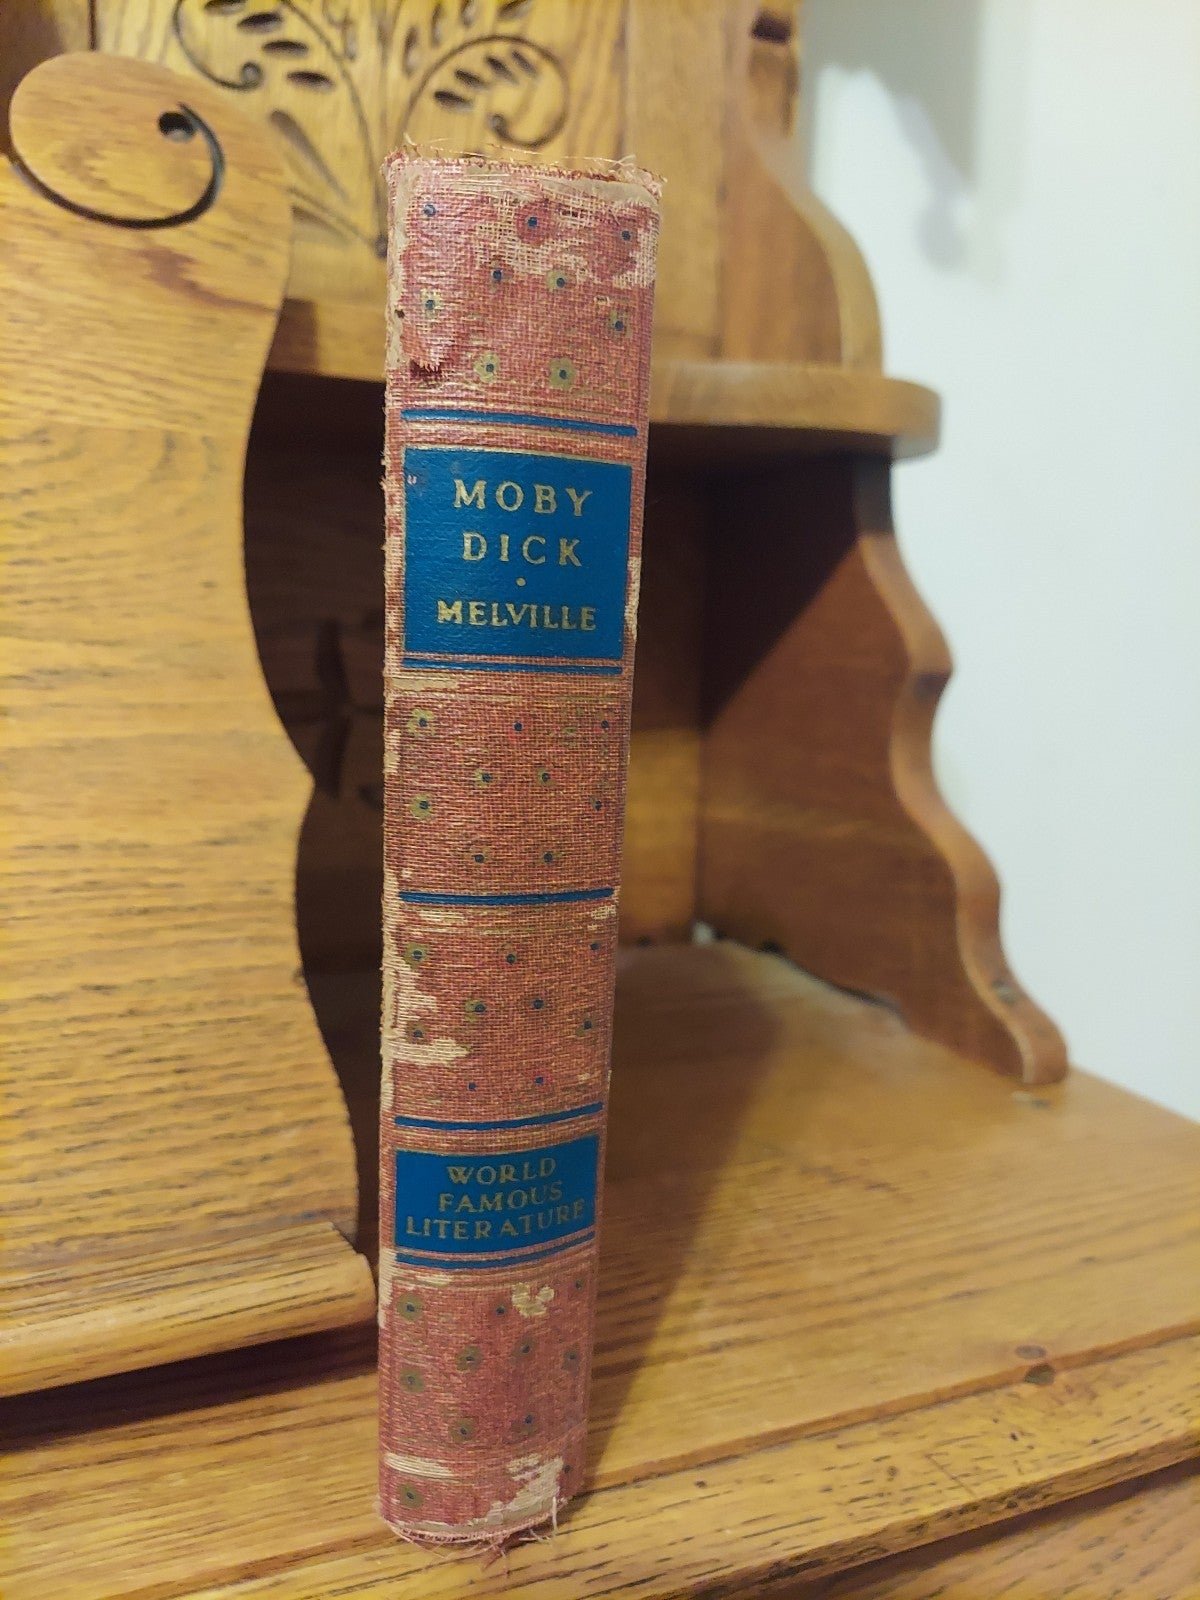 MOBY
DICK
•
MELVILLE
WORLD
FAMOUS
LITERATURE